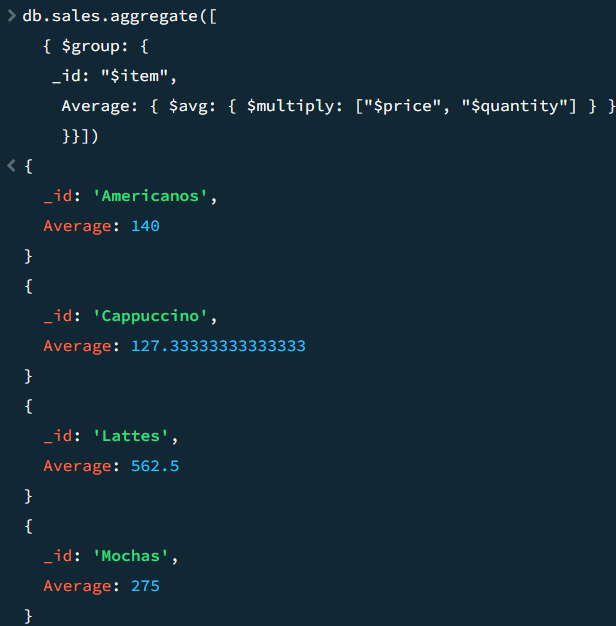 > db.sales.aggregate([
{ $group: {
_id: "$item",
Average: { $avg: { $multiply: ["$price", "$quantity"] } }
}}])
< {
_id: 'Americanos',
Average: 140
}
{
_id: 'Cappuccino',
Average: 127.33333333333333
}
{
_id: 'Lattes',
Average: 562.5
}
{
_id: 'Mochas',
Average: 275
}